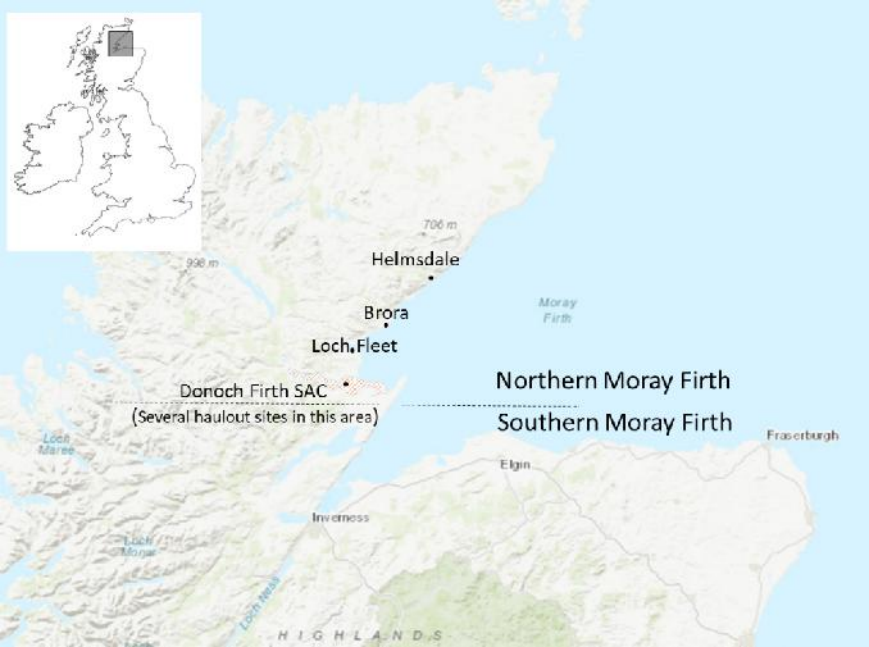 706 m
Helmsdale
998 m
Moray
Firth
Brora
Loch Fleet
Northern Moray Firth
Donoch Firth SAC
(Several haulout sites in this area)
Southern Moray Firth
Fraserburgh
Loch
Maree
Elgin
Inverness
Loch
Loch Ness
HIGHLANDS